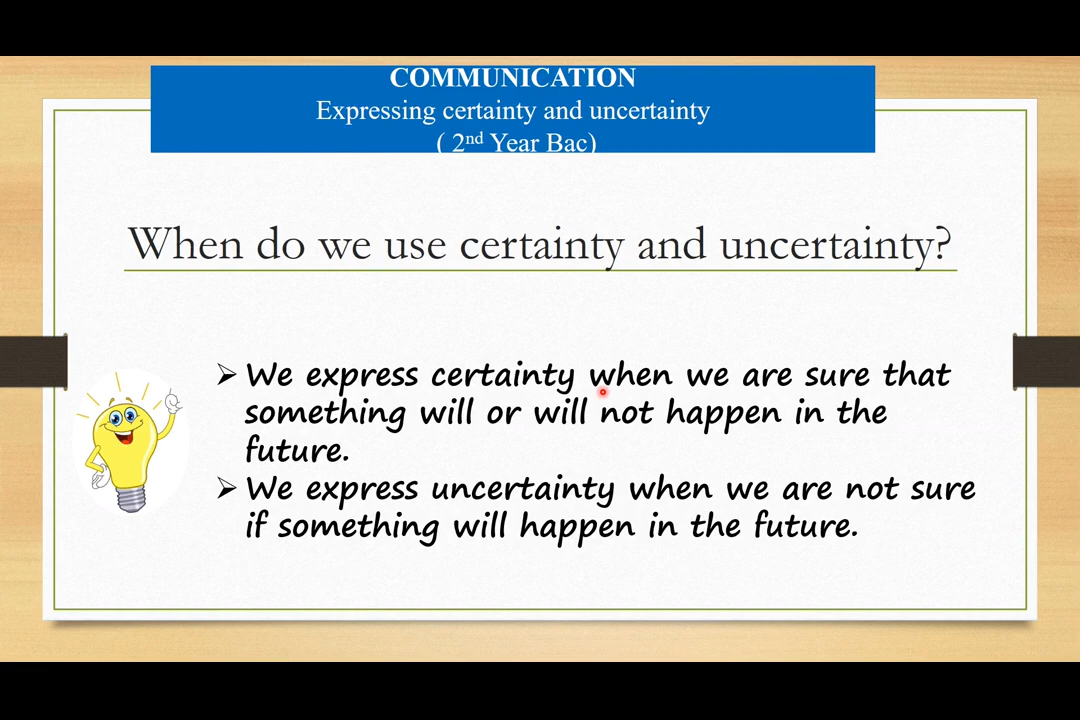 COMMUNICATION
Expressing certainty and uncertainty
( 2nd Year Bac)
When do we use certainty and uncertainty?
➢ We express certainty when we are sure that
something will or will not happen in the
future.
➢ We express uncertainty when we are not sure
if something will happen in the future.